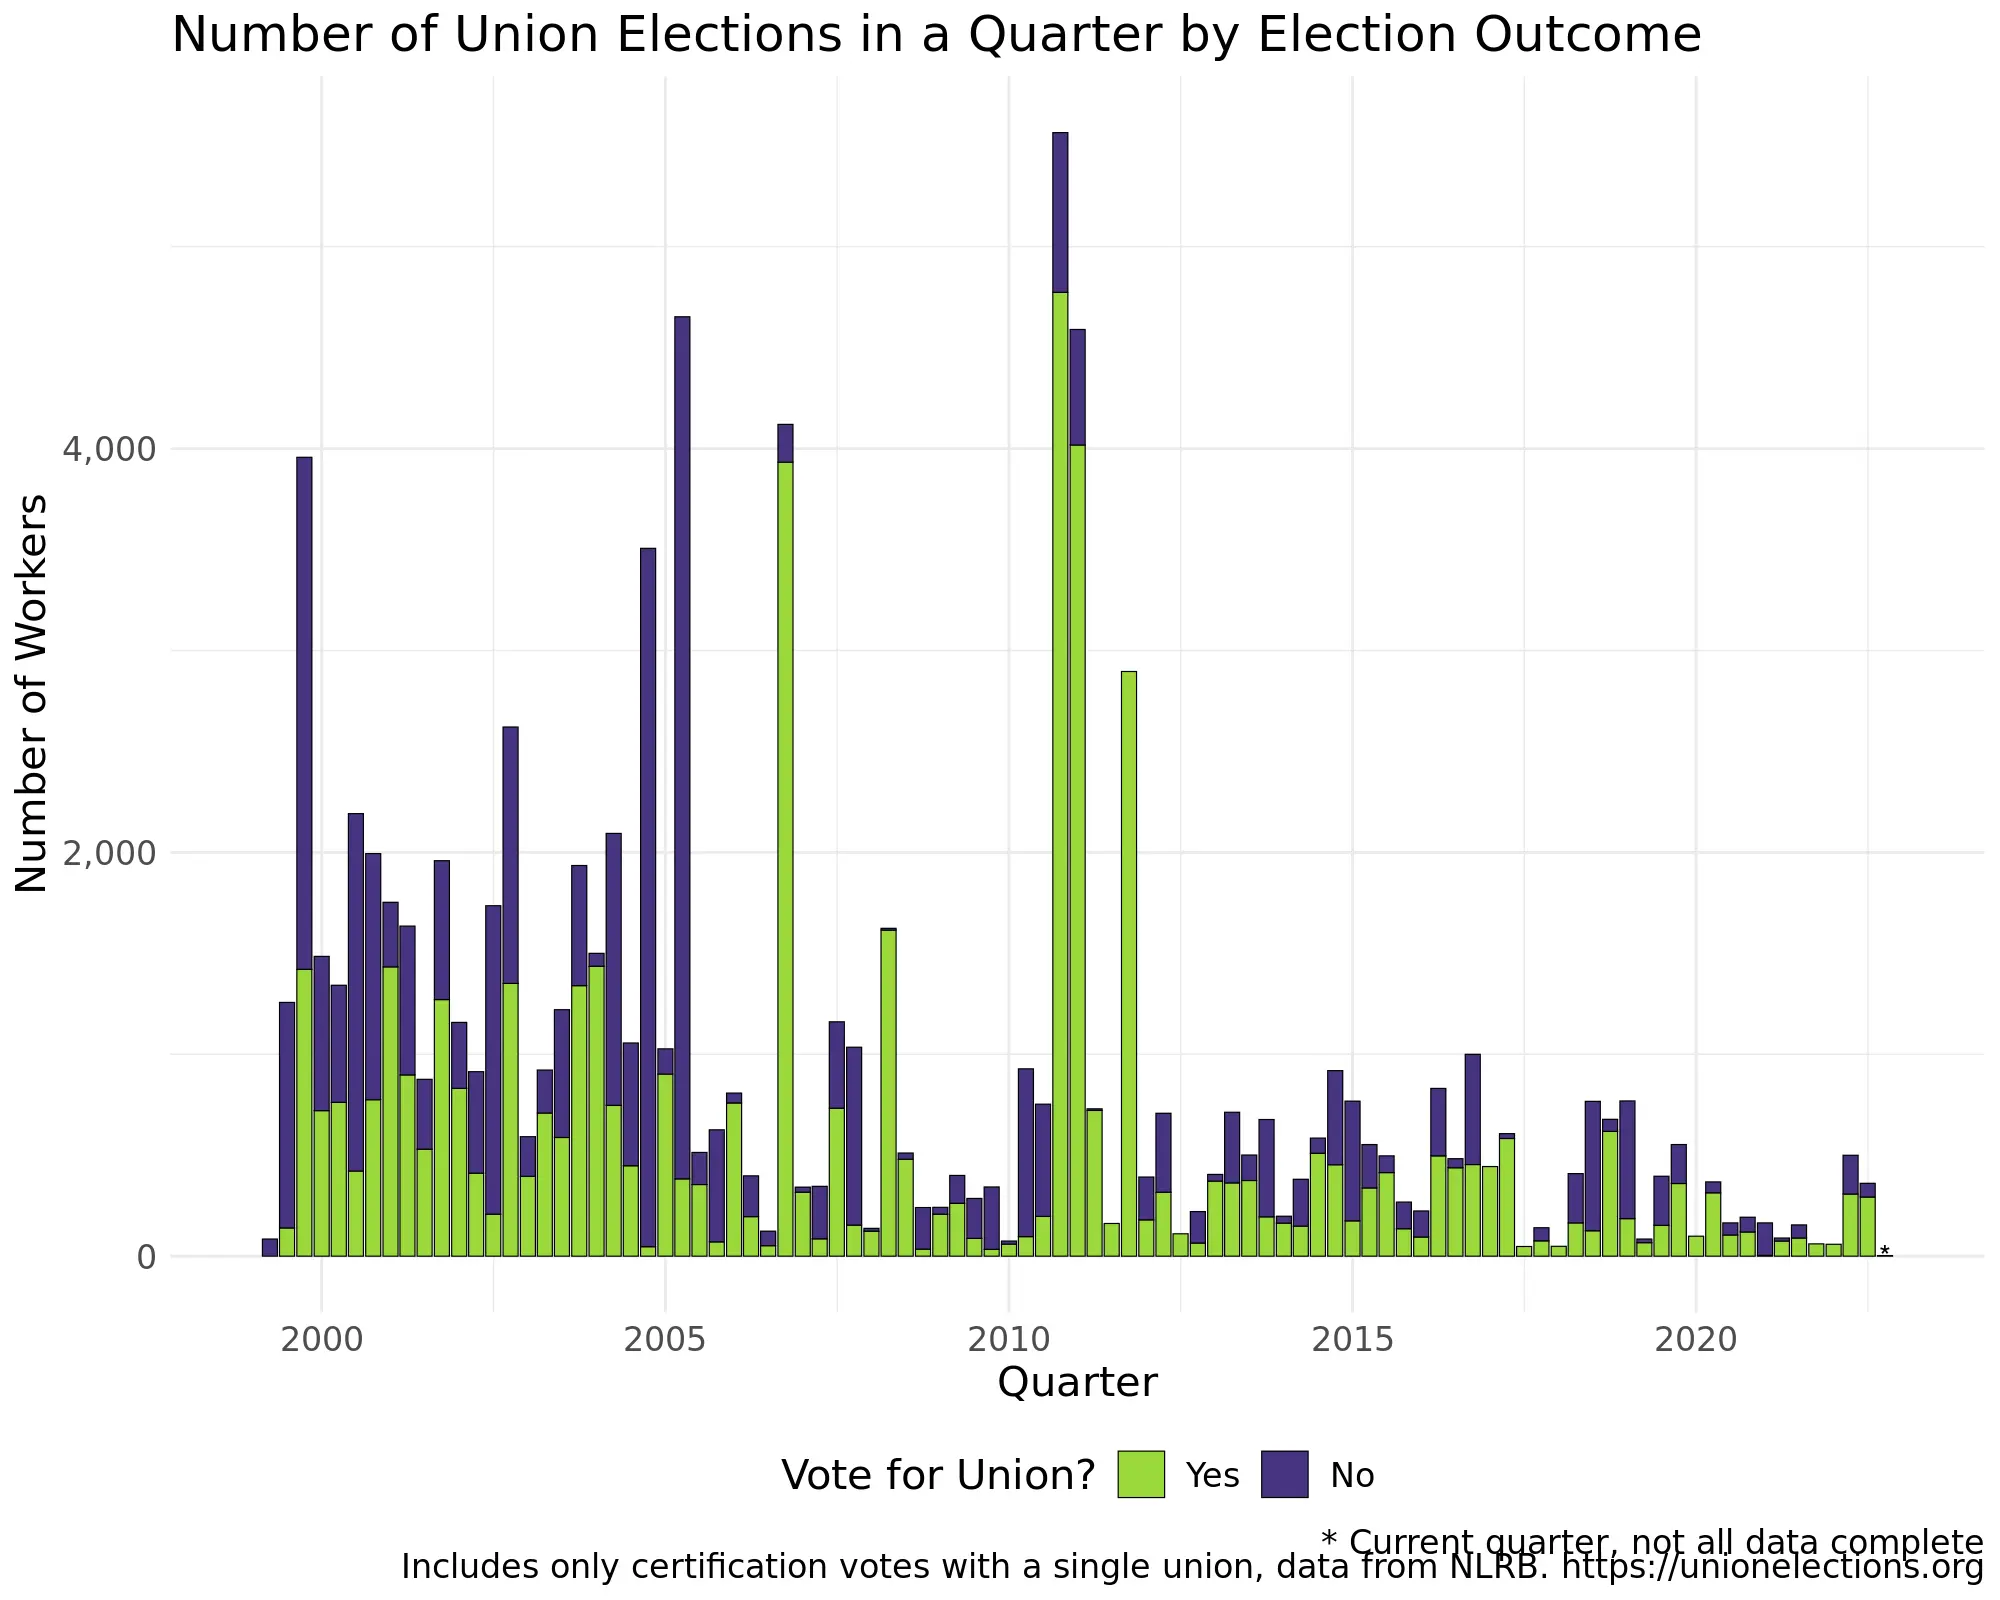 Number of Union Elections in a Quarter by Election Outcome
Number of Workers
4,000
2,000
0
*
2000 2005 2010 2015 2020
Quarter
Vote for Union? Yes No
* Current quarter, not all data complete
Includes only certification votes with a single union, data from NLRB. https://unionelections.org